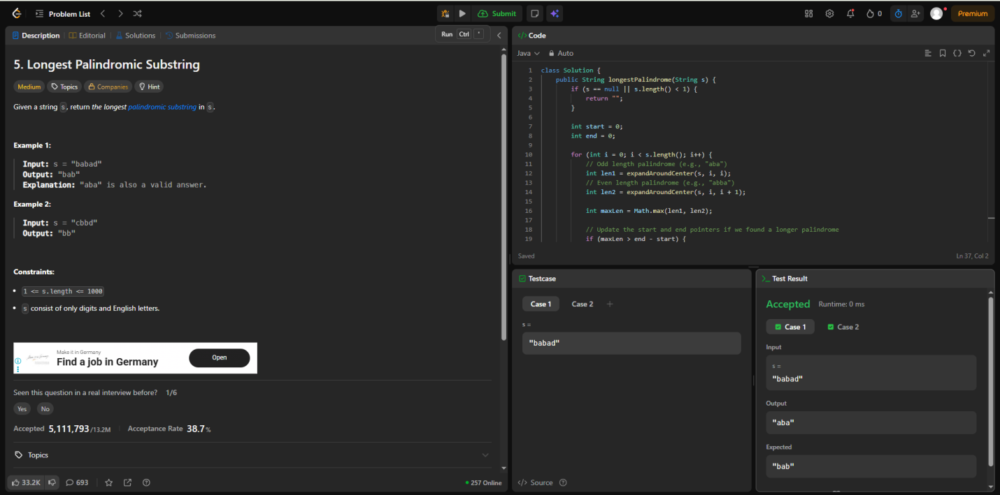 Problem List
Submit
0
Premium
Description
Editorial
Solutions
Submissions
Run Ctrl '
5. Longest Palindromic Substring
Medium
Topics
Companies
Hint
Given a string s, return the longest palindromic substring in s.
Example 1:
Input: s = "babad"
Output: "bab"
Explanation: "aba" is also a valid answer.
Example 2:
Input: s = "cbbd"
Output: "bb"
Constraints:
1 <= s.length <= 1000
s consist of only digits and English letters.
Make it in Germany
Find a job in Germany
Open
Seen this question in a real interview before? 1/6
Yes
No
Accepted 5,111,793/13.2M
Acceptance Rate 38.7%
Topics
33.2K
693
257 Online
</> Code
Java
Auto
1 class Solution {
2 public String longestPalindrome(String s) {
3 if (s == null || s.length() < 1) {
4 return "";
5 }
6
7 int start = 0;
8 int end = 0;
9
10 for (int i = 0; i < s.length(); i++) {
11 // Odd length palindrome (e.g., "aba")
12 int len1 = expandAroundCenter(s, i, i);
13 // Even length palindrome (e.g., "abba")
14 int len2 = expandAroundCenter(s, i, i + 1);
15
16 int maxLen = Math.max(len1, len2);
17
18 // Update the start and end pointers if we found a longer palindrome
19 if (maxLen > end - start) {
Saved
Ln 37, Col 2
Testcase
Case 1
Case 2
+
s =
"babad"
</> Source
>_ Test Result
Accepted Runtime: 0 ms
Case 1
Case 2
Input
s =
"babad"
Output
"aba"
Expected
"bab"